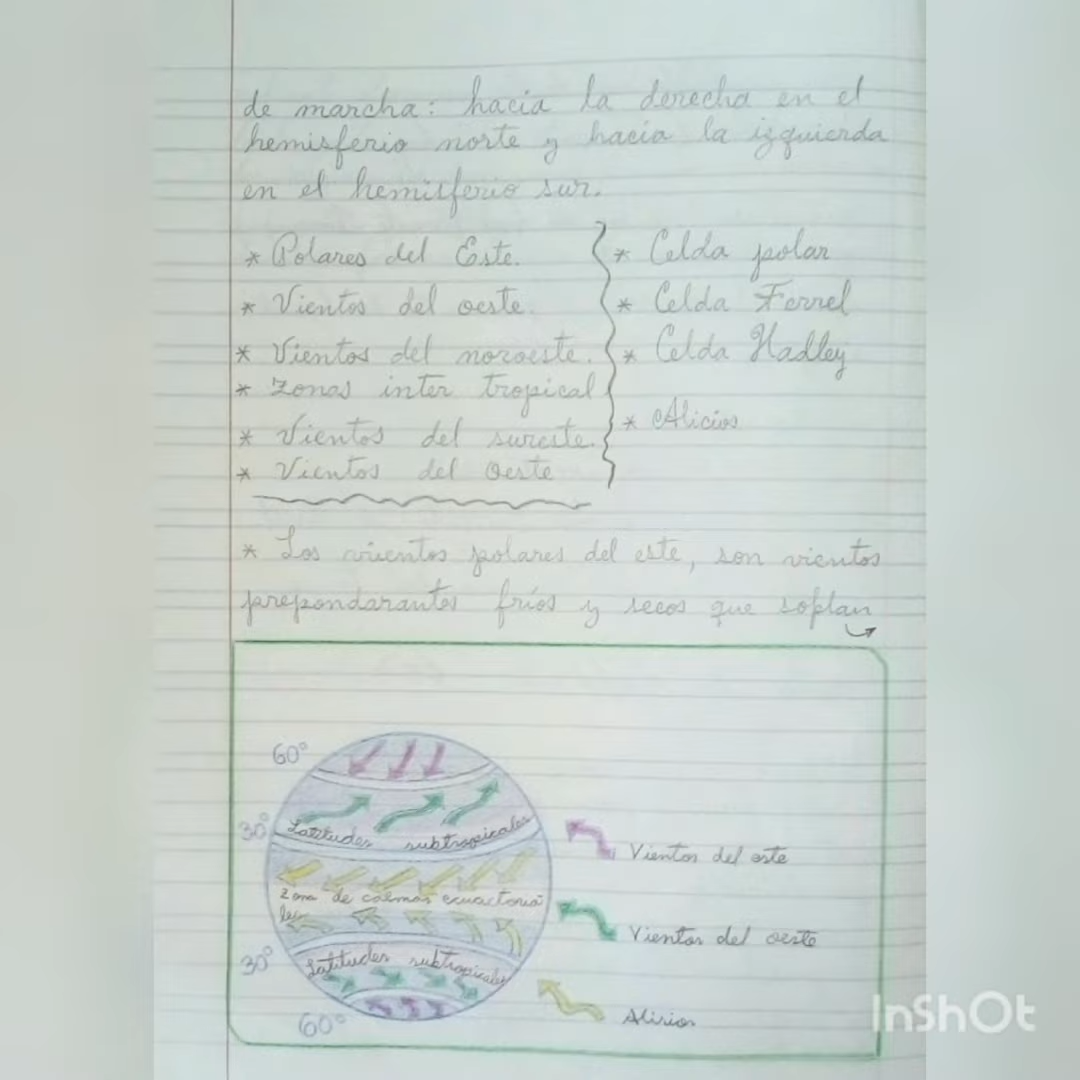 de marcha: hacia la derecha en el
hemisferio norte y hacia la izquierda
en el hemisferio sur.
* Polares del Este.
* Vientos del oeste.
* Vientos del noroeste.
* Zonas inter tropical
* Vientos del sureste.
* Vientos del Oeste
* Celda polar
* Celda Ferrel
* Celda Hadley
* Alicios
* Los vientos polares del este, son vientos
preponderantes fríos y secos que soplan
60°
30°
Latitudes subtropicales
Zona de calmas ecuactoria
les
30°
Latitudes subtropicales
60°
Vientos del este
Vientos del oeste
Alisios
InShOt